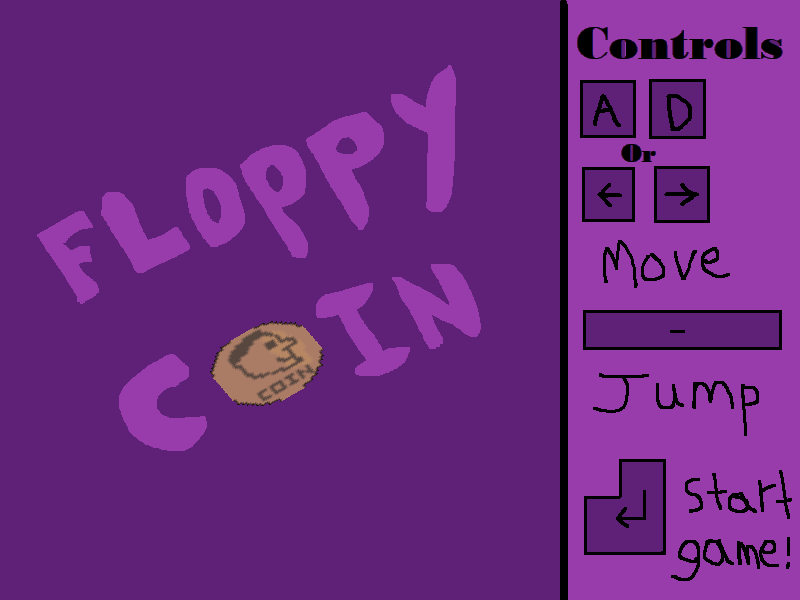 FLOPPY
COIN
COIN
Controls
A D
Or
← →
Move
-
Jump
Start
game!